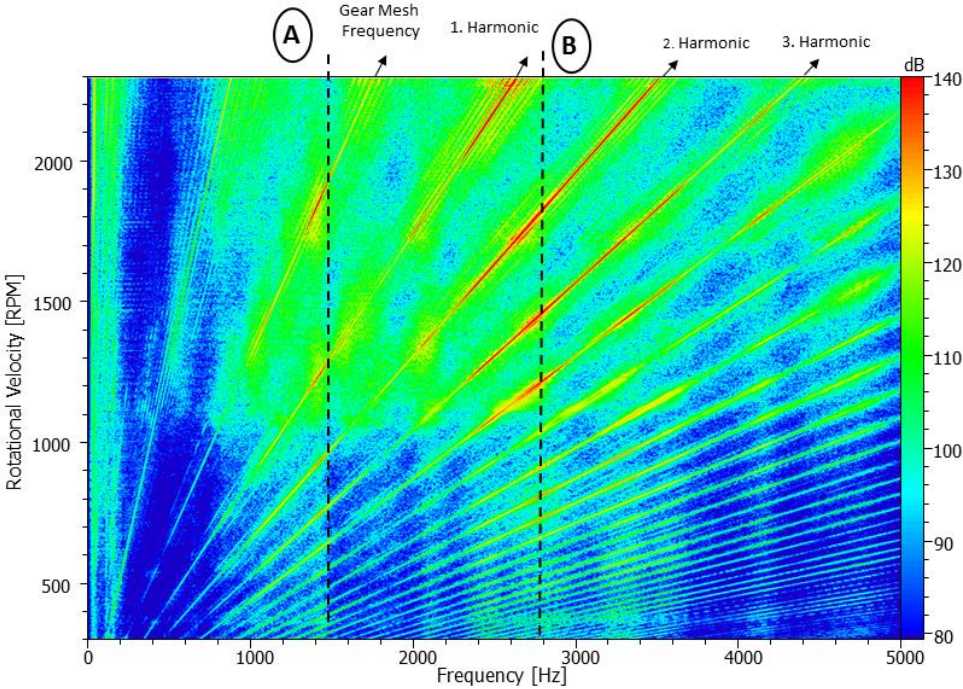 A
Gear Mesh
Frequency
1. Harmonic
B
2. Harmonic
3. Harmonic
dB
140
130
120
110
100
90
80
2000
1500
1000
500
Rotational Velocity [RPM]
0
1000
2000
3000
4000
5000
Frequency [Hz]